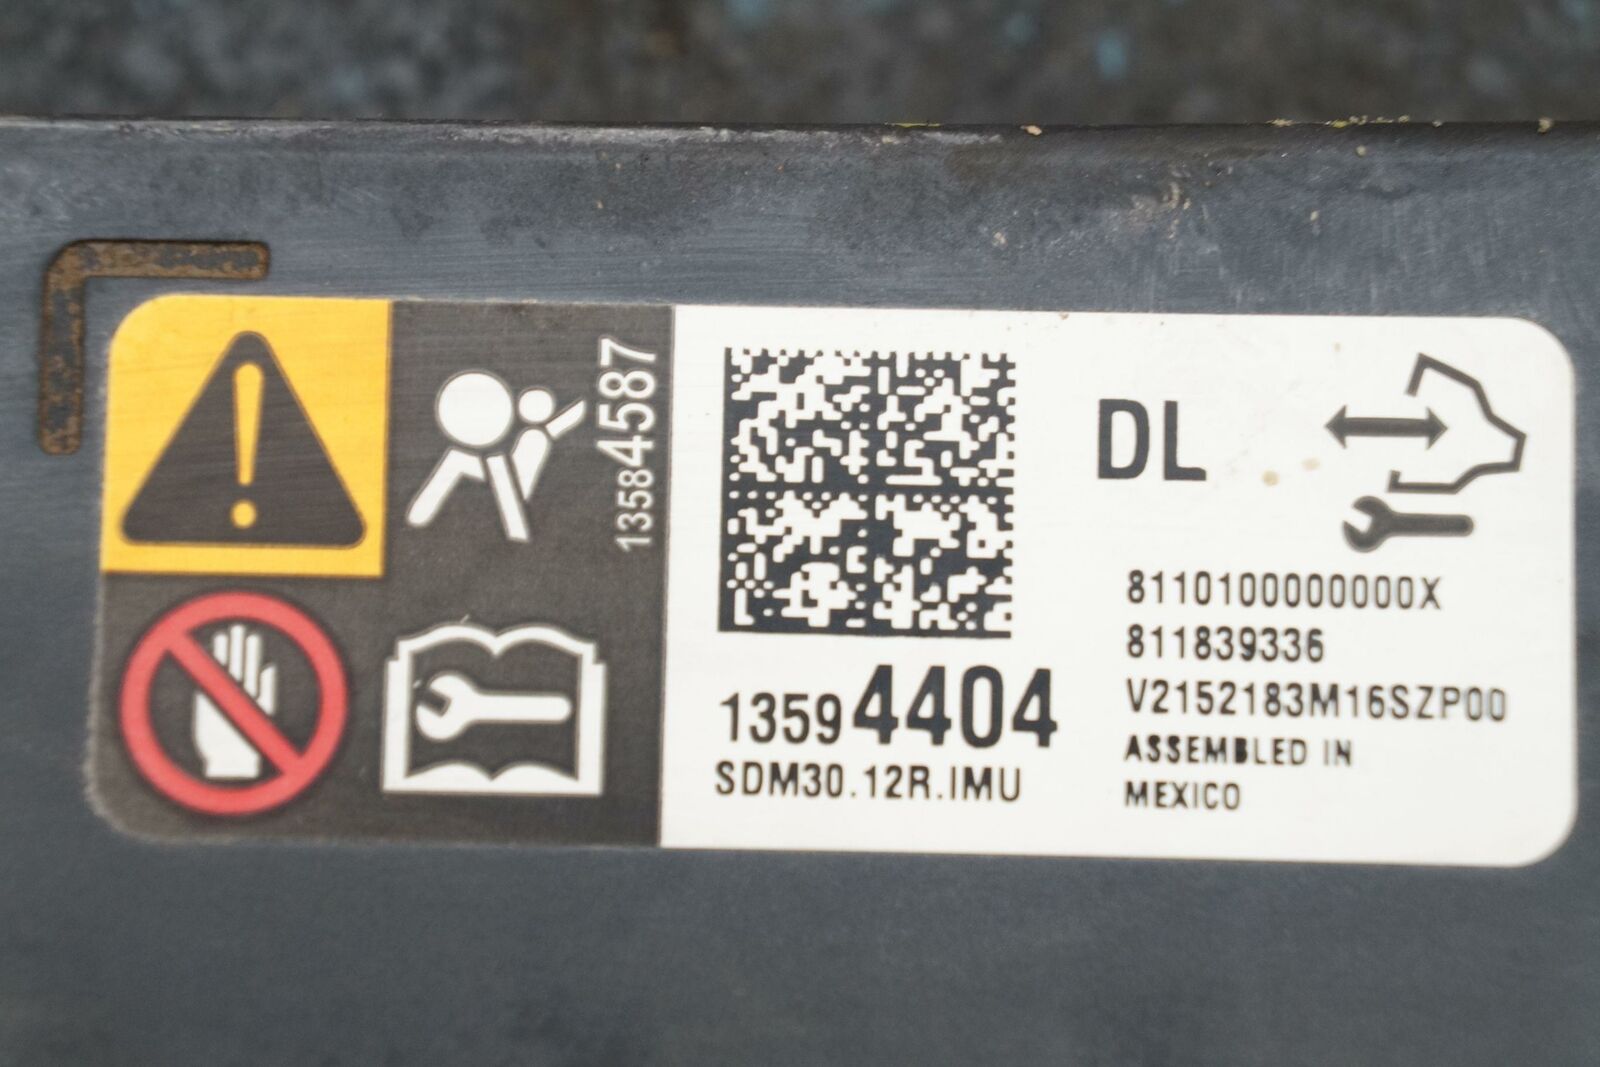 13584587
DL
8110100000000X
811839336
V2152183M16SZP00
ASSEMBLED IN
MEXICO
13594404
SDM30.12R.IMU